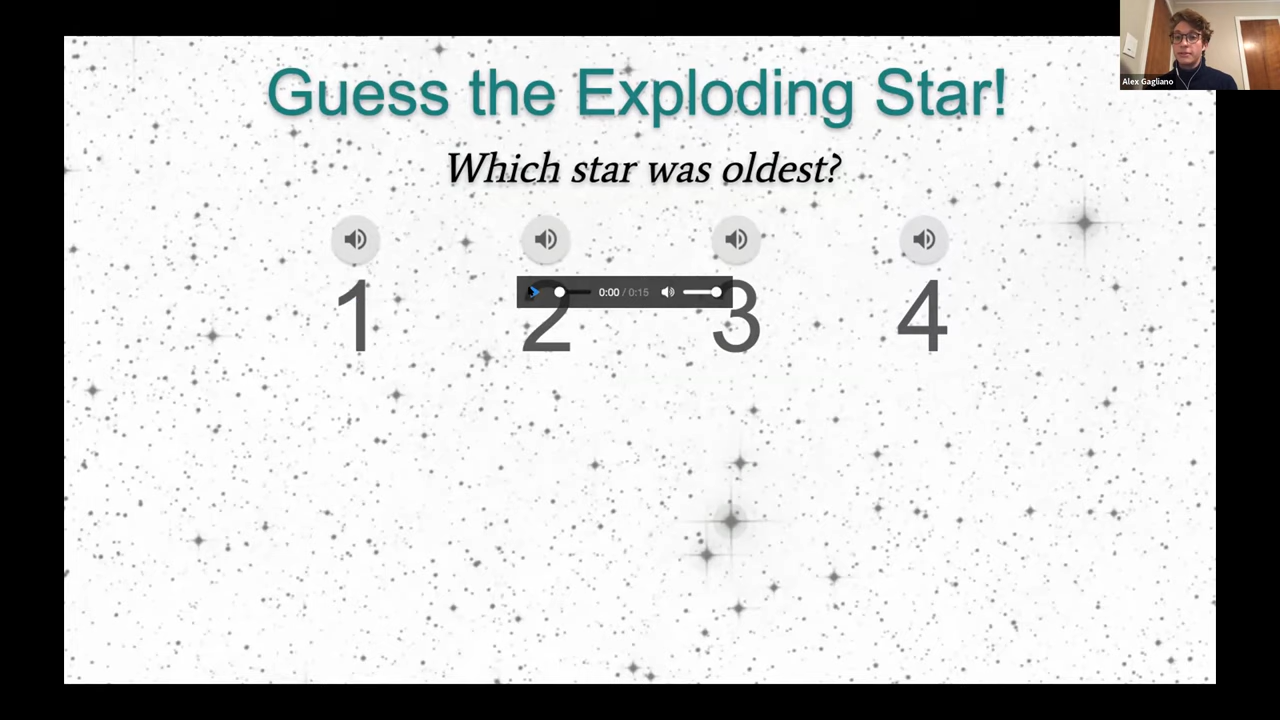 Alex Gagliano
Guess the Exploding Star!
Which star was oldest?
1 2 3 4
0:00 / 0:15